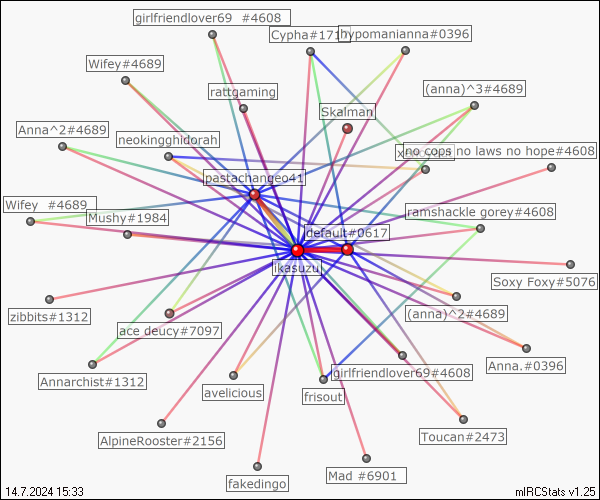 girlfriendlover69 #4608
Cypha#171
hypomanianna#0396
Wifey#4689
rattgaming
(anna)^3#4689
Skalman
Anna^2#4689
neokingghidorah
no cops no laws no hope#4608
pastachangeo41
Wifey #4689
Mushy#1984
ramshackle gorey#4608
default#0617
ikasuzu
Soxy Foxy#5076
zibbits#1312
(anna)^2#4689
ace deucy#7097
Anna.#0396
Annarchist#1312
girlfriendlover69#4608
avelicious
frisout
AlpineRooster#2156
Toucan#2473
fakedingo
Mad #6901
14.7.2024 15:33
mIRCStats v1.25